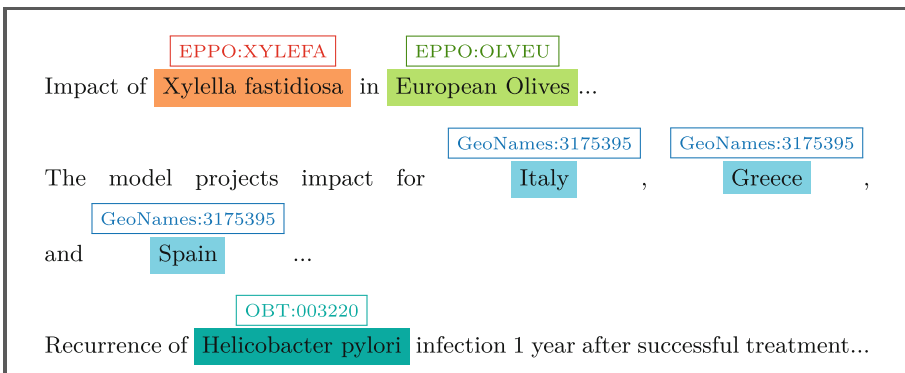 EPPO:XYLEFA EPPO:OLVEU
Impact of Xylella fastidiosa in European Olives...
GeoNames:3175395 GeoNames:3175395
The model projects impact for Italy , Greece ,
GeoNames:3175395
and Spain ...
OBT:003220
Recurrence of Helicobacter pylori infection 1 year after successful treatment...